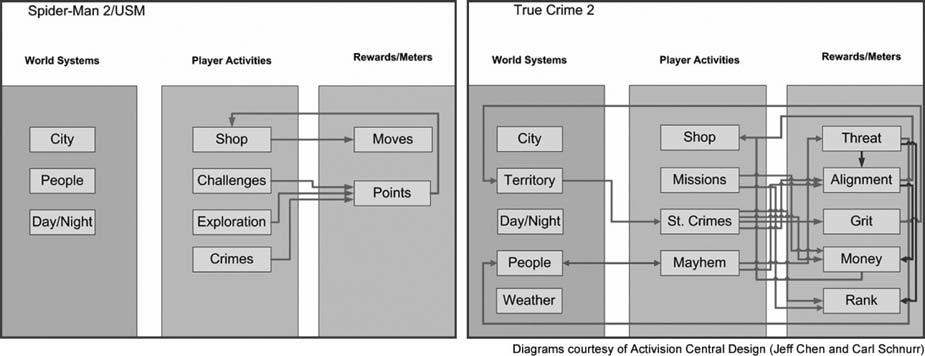 Spider-Man 2/USM
World Systems
Player Activities
Rewards/Meters
City
Shop
Moves
People
Challenges
Points
Day/Night
Exploration
Crimes
True Crime 2
World Systems
Player Activities
Rewards/Meters
City
Shop
Threat
Territory
Missions
Alignment
Day/Night
St. Crimes
Grit
People
Mayhem
Money
Weather
Rank
Diagrams courtesy of Activision Central Design (Jeff Chen and Carl Schnurr)